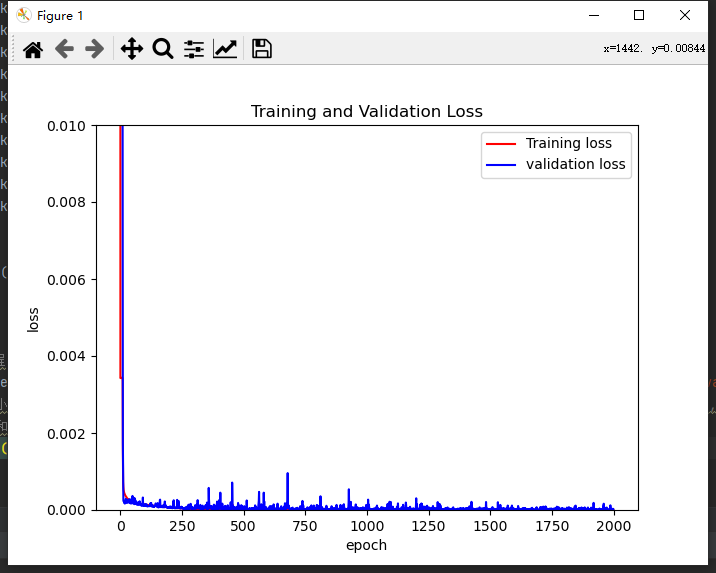 Figure 1
x=1442. y=0.00844
Training and Validation Loss
0.010
0.008
0.006
0.004
0.002
0.000
loss
Training loss
validation loss
0 250 500 750 1000 1250 1500 1750 2000
epoch
k
k
k
k
k
k
k
k
k
k
(
e
(